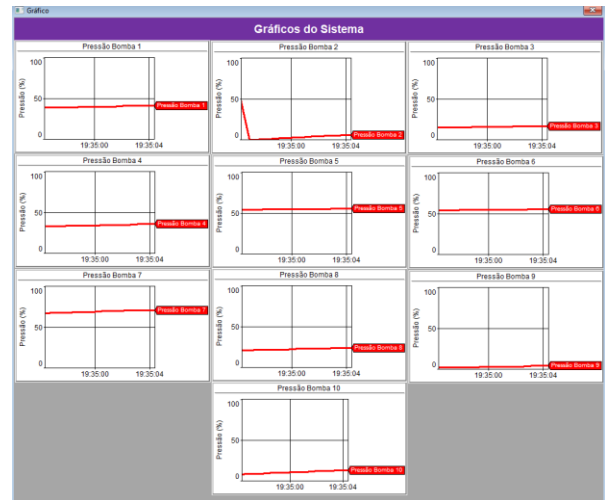 Gráfico
Gráficos do Sistema
Pressão Bomba 1
Pressão (%)
100
50
0
19:35:00 19:35:04
Pressão Bomba 1
Pressão Bomba 2
Pressão (%)
100
50
0
19:35:00 19:35:04
Pressão Bomba 2
Pressão Bomba 3
Pressão (%)
100
50
0
19:35:00 19:35:04
Pressão Bomba 3
Pressão Bomba 4
Pressão (%)
100
50
0
19:35:00 19:35:04
Pressão Bomba 4
Pressão Bomba 5
Pressão (%)
100
50
0
19:35:00 19:35:04
Pressão Bomba 5
Pressão Bomba 6
Pressão (%)
100
50
0
19:35:00 19:35:04
Pressão Bomba 6
Pressão Bomba 7
Pressão (%)
100
50
0
19:35:00 19:35:04
Pressão Bomba 7
Pressão Bomba 8
Pressão (%)
100
50
0
19:35:00 19:35:04
Pressão Bomba 8
Pressão Bomba 9
Pressão (%)
100
50
0
19:35:00 19:35:04
Pressão Bomba 9
Pressão Bomba 10
Pressão (%)
100
50
0
19:35:00 19:35:04
Pressão Bomba 10